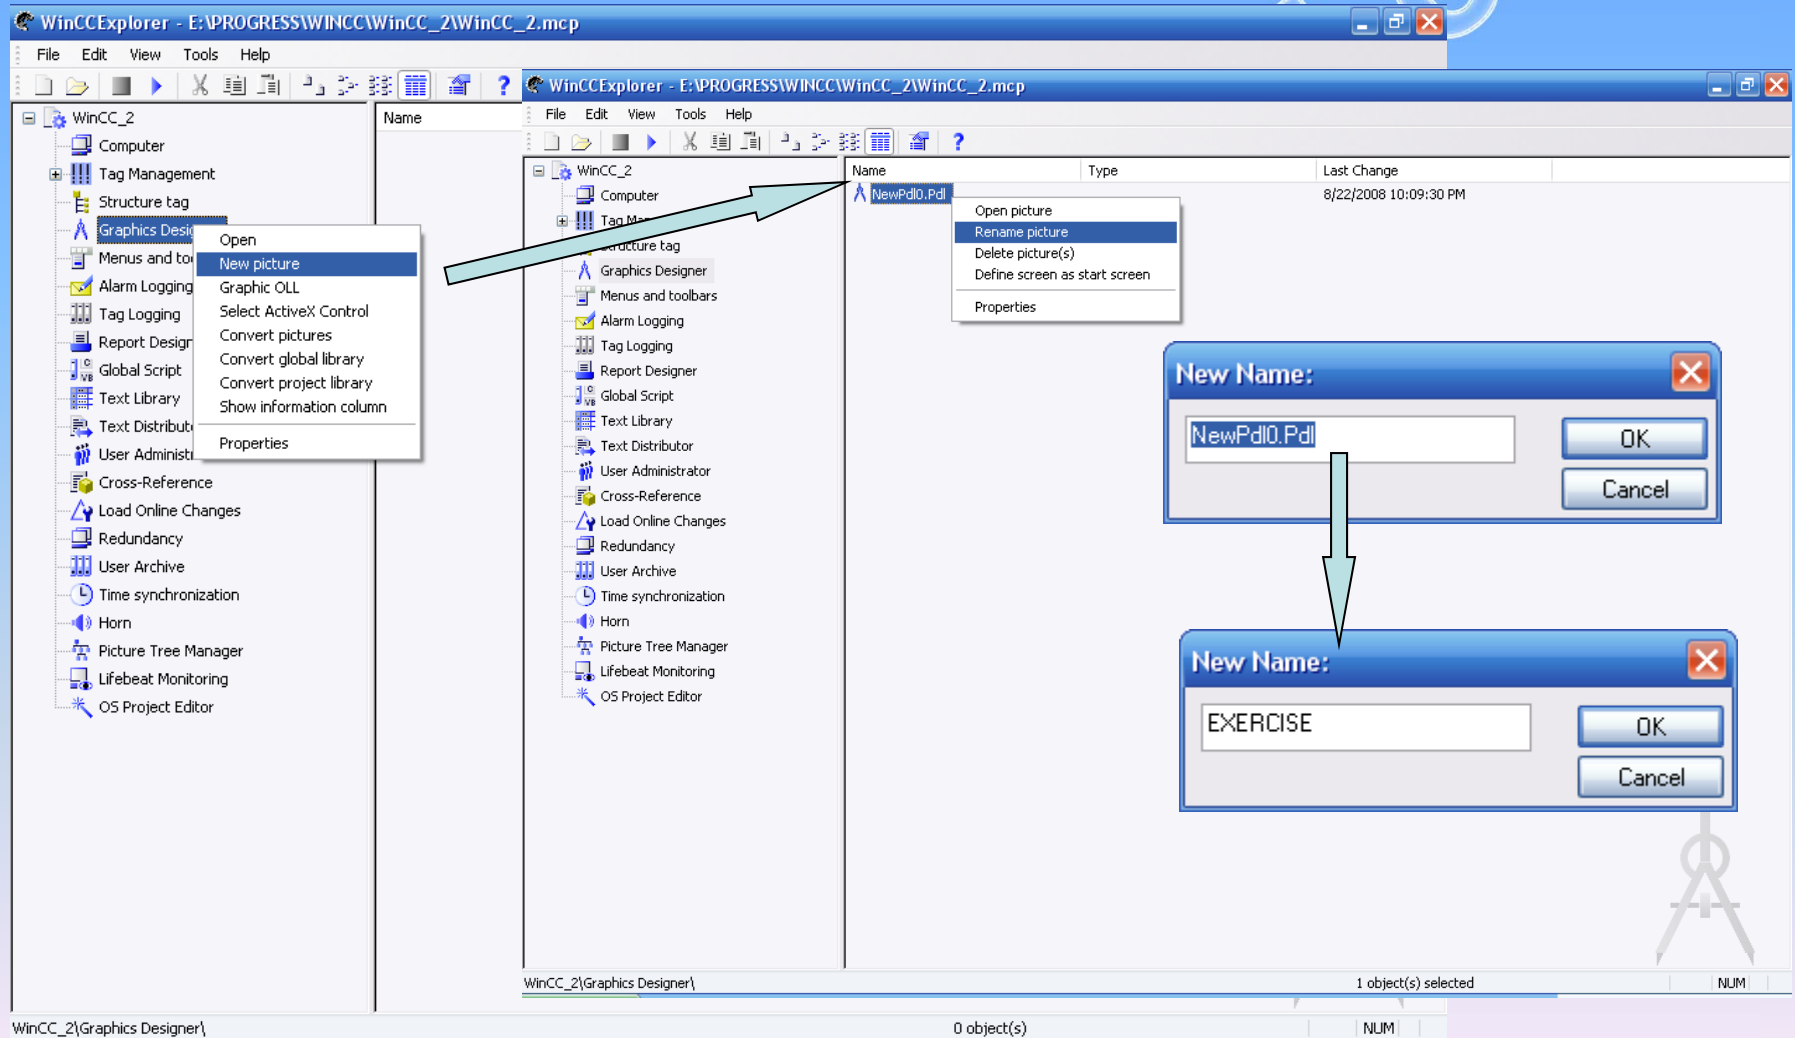 WinCCExplorer - E:\PROGRESS\WINCC\WinCC_2\WinCC_2.mcp
File Edit View Tools Help
WinCC_2
Computer
Tag Management
Structure tag
Graphics Desig
Menus and to
Alarm Logging
Tag Logging
Report Desigr
Global Script
Text Library
Text Distribut
User Administr
Cross-Reference
Load Online Changes
Redundancy
User Archive
Time synchronization
Horn
Picture Tree Manager
Lifebeat Monitoring
OS Project Editor
Name
Open
New picture
Graphic OLL
Select ActiveX Control
Convert pictures
Convert global library
Convert project library
Show information column
Properties
WinCC_2\Graphics Designer\ 0 object(s) NUM
WinCCExplorer - E:\PROGRESS\WINCC\WinCC_2\WinCC_2.mcp
File Edit View Tools Help
WinCC_2
Computer
Tag Mar
ructure tag
Graphics Designer
Menus and toolbars
Alarm Logging
Tag Logging
Report Designer
Global Script
Text Library
Text Distributor
User Administrator
Cross-Reference
Load Online Changes
Redundancy
User Archive
Time synchronization
Horn
Picture Tree Manager
Lifebeat Monitoring
OS Project Editor
Name Type Last Change
NewPdl0.Pdl 8/22/2008 10:09:30 PM
Open picture
Rename picture
Delete picture(s)
Define screen as start screen
Properties
New Name:
NewPdl0.Pdl
OK
Cancel
New Name:
EXERCISE
OK
Cancel
WinCC_2\Graphics Designer\ 1 object(s) selected NUM